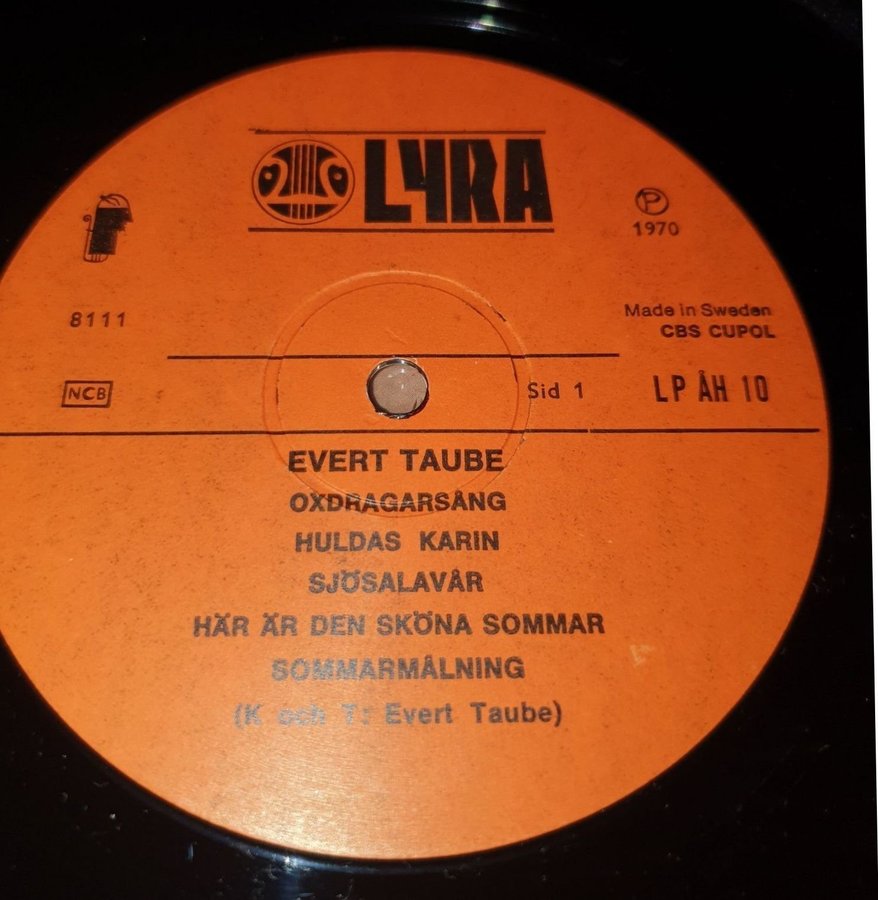 LYRA
℗
1970
8111
Made in Sweden
CBS CUPOL
NCB
Sid 1
LP ÅH 10
EVERT TAUBE
OXDRAGARSÅNG
HULDAS KARIN
SJÖSALAVÅR
HÄR ÄR DEN SKÖNA SOMMAR
SOMMARMÅLNING
(K och T: Evert Taube)